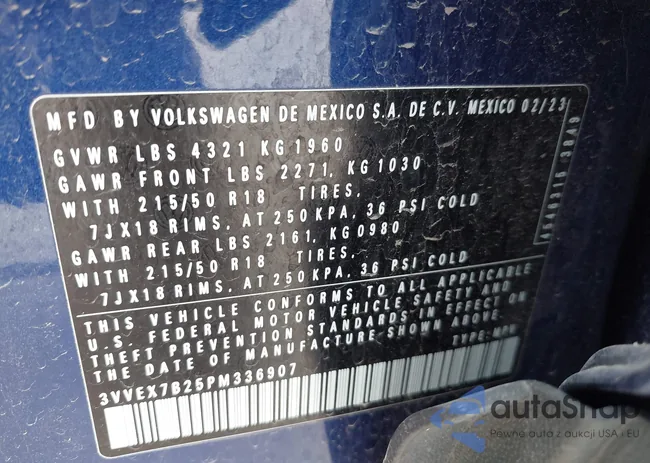 MFD BY VOLKSWAGEN DE MEXICO S.A. DE C.V. MEXICO 02/23
GVWR LBS 4321 KG 1960
GAWR FRONT LBS 2271, KG 1030
WITH 215/50 R18 TIRES,
7JX18 RIMS, AT 250 KPA, 36 PSI COLD
GAWR REAR LBS 2161, KG 0980
WITH 215/50 R18 TIRES,
7JX18 RIMS, AT 250 KPA, 36 PSI COLD
THIS VEHICLE CONFORMS TO ALL APPLICABLE
U.S. FEDERAL MOTOR VEHICLE SAFETY AND
THEFT PREVENTION STANDARDS IN EFFECT ON
THE DATE OF MANUFACTURE SHOWN ABOVE.
3VVEX7B25PM336907
TYPE:
autaShop
Pewne auta z aukcji USA i EU